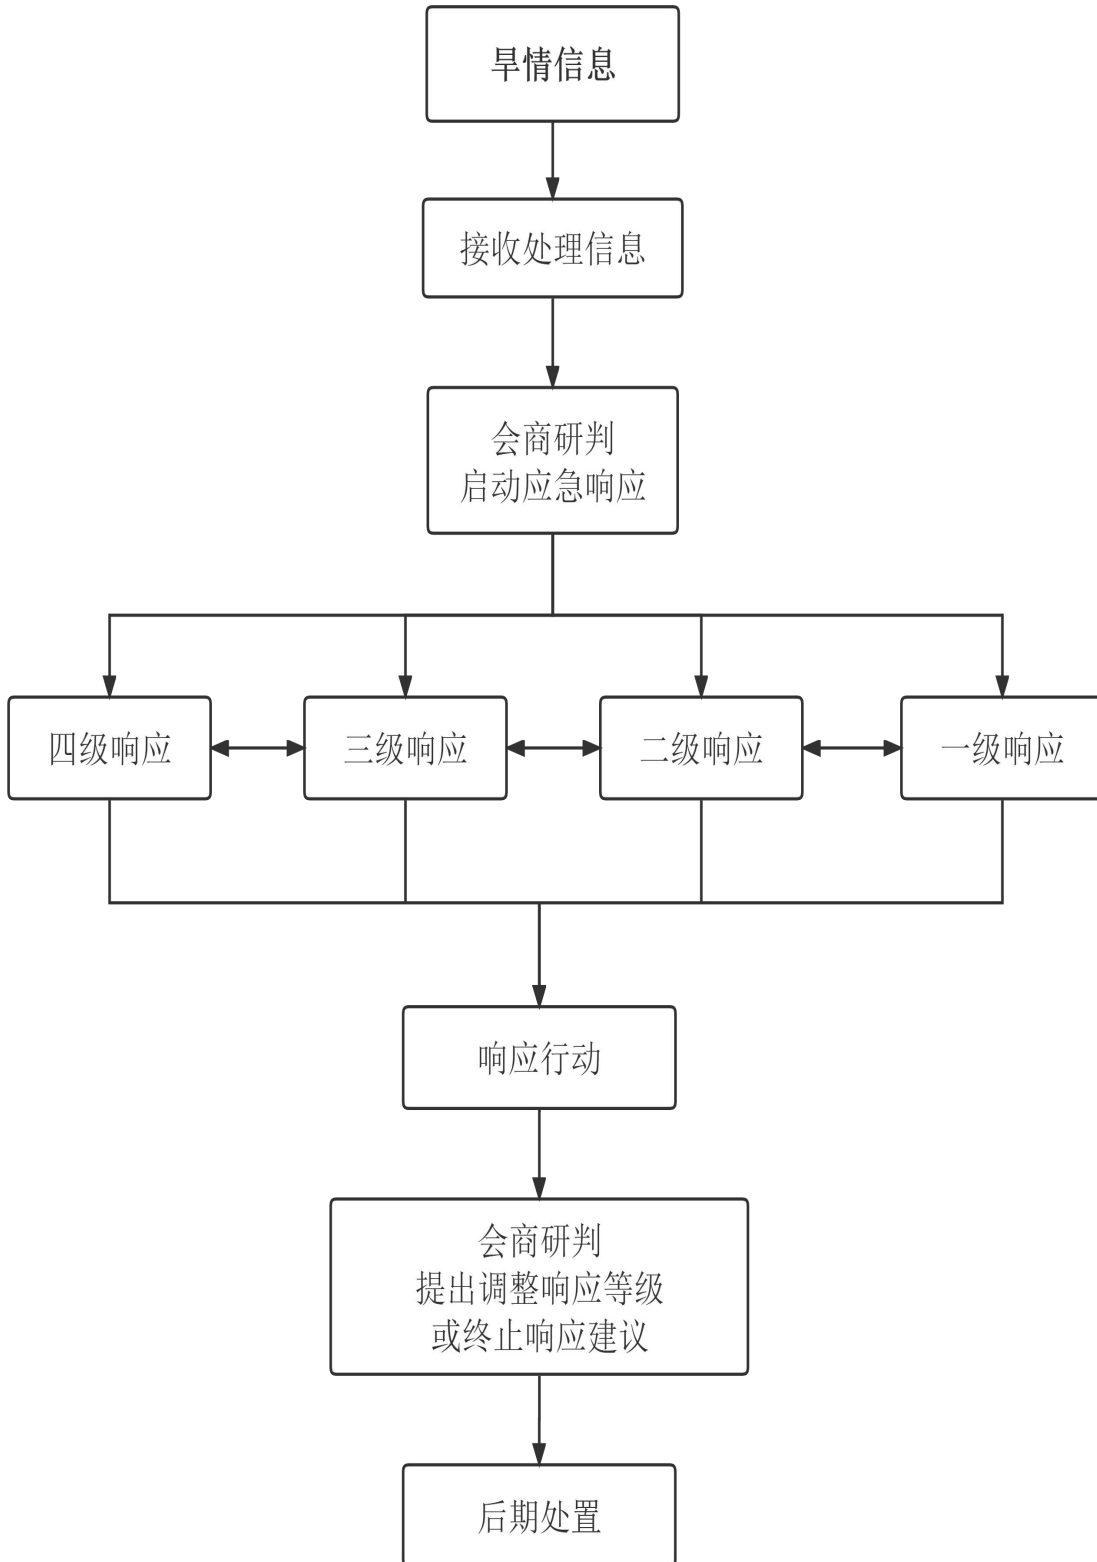 旱情信息
接收处理信息
会商研判
启动应急响应
四级响应
三级响应
二级响应
一级响应
响应行动
会商研判
提出调整响应等级
或终止响应建议
后期处置